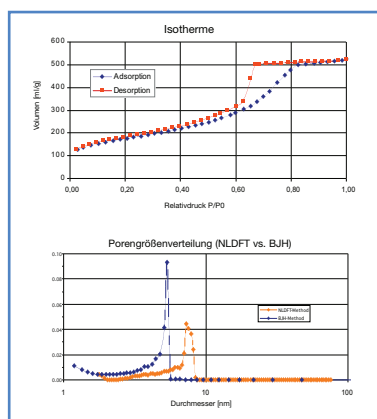 Isotherme
Volumen [ml/g]
600
500
400
300
200
100
0
Adsorption
Desorption
0,00 0,20 0,40 0,60 0,80 1,00
Relativdruck P/P0
Porengrößenverteilung (NLDFT vs. BJH)
0.10
0.08
0.06
0.04
0.02
0.00
NLDFT-Method
BJH-Method
1 10 100
Durchmesser [nm]